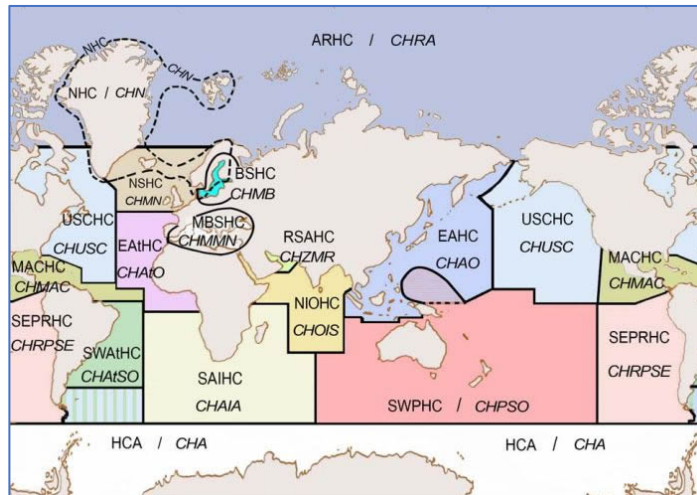 ARHC / CHRA
NHC
CHN
NHC / CHN
NSHC
CHMN
BSHC
CHMB
USCHC
CHUSC
EAtHC
CHAtO
MBSHC
CHMMN
RSAHC
CHZMR
EAHC
CHAO
USCHC
CHUSC
MACHC
CHMAC
MACHC
CHMAC
NIOHC
CHOIS
SEPRHC
CHRPSE
SWAtHC
CHAtSO
SAIHC
CHAIA
SWPHC / CHPSO
SEPRHC
CHRPSE
HCA / CHA
HCA / CHA